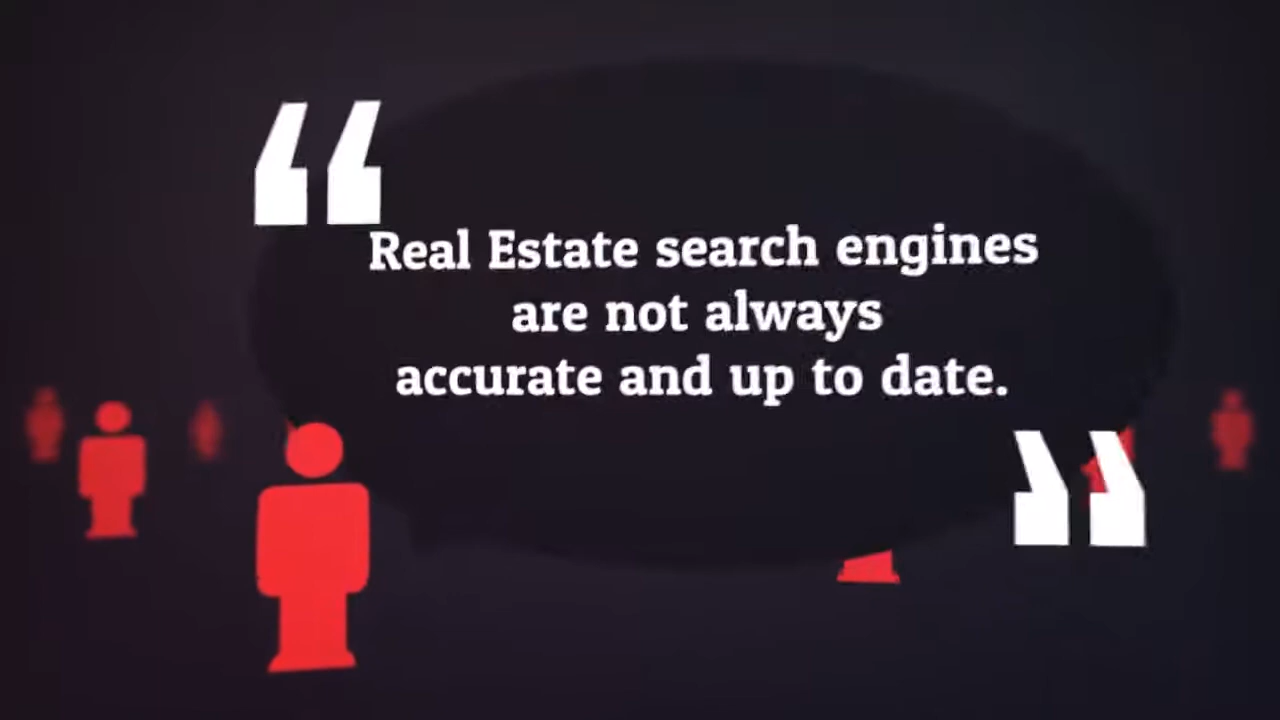 “Real Estate search engines
are not always
accurate and up to date.”